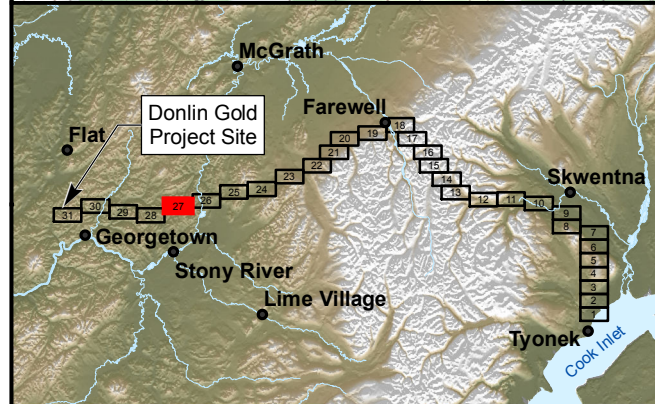 McGrath
Donlin Gold
Project Site
Farewell
Flat
18
19
17
20
16
21
15
22
14
23
13
24
25
12
11
10
Skwentna
26
27
28
29
30
31
9
8
7
6
5
4
3
2
1
Georgetown
Stony River
Lime Village
Tyonek
Cook Inlet